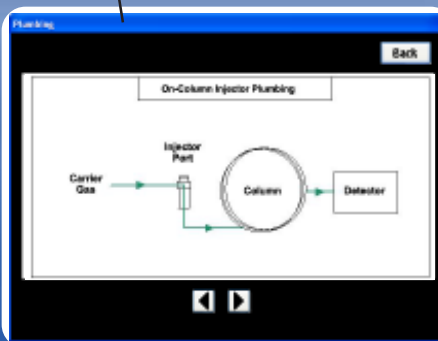 Plumbing
Back
On-Column Injector Plumbing
Injector
Port
Carrier
Gas
Column
Detector